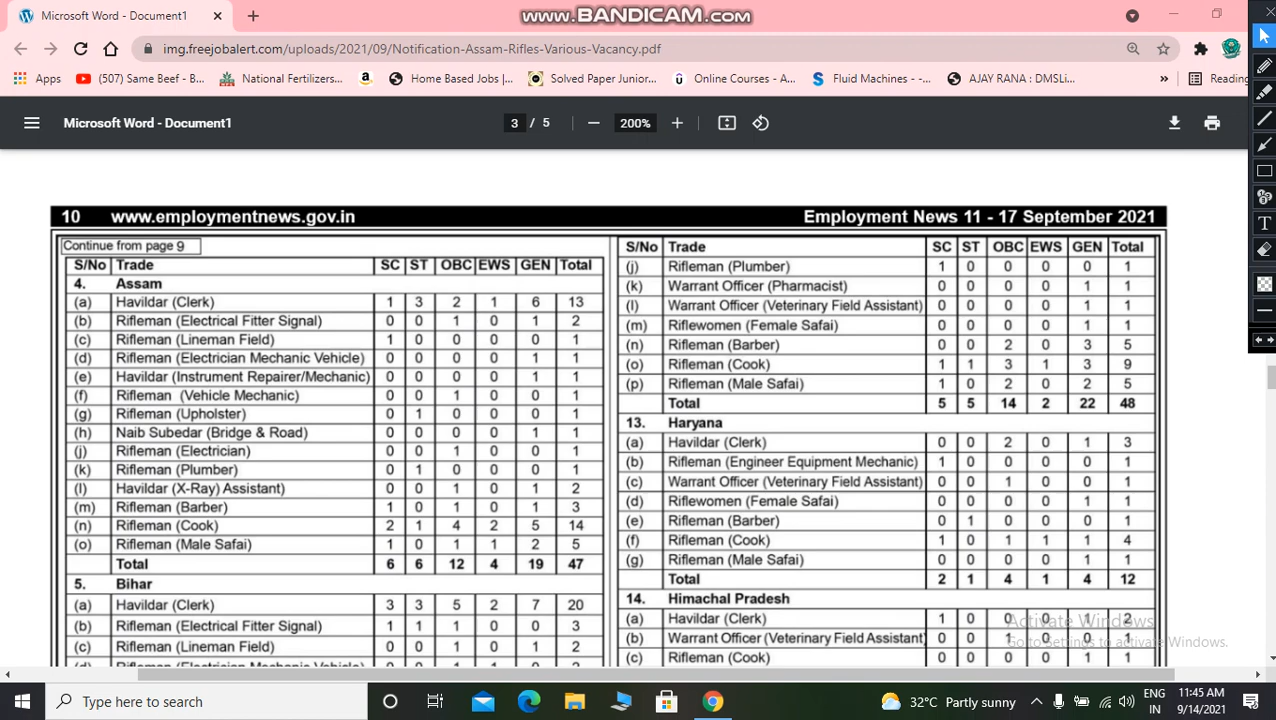 Microsoft Word - Document1
www.BANDICAM.com
img.freejobalert.com/uploads/2021/09/Notification-Assam-Rifles-Various-Vacancy.pdf
Apps (507) Same Beef - B... National Fertilizers... Home Based Jobs |... Solved Paper Junior... Online Courses - A... Fluid Machines - -... AJAY RANA : DMSLi... » Reading
Microsoft Word - Document1 3 / 5 200%
10 www.employmentnews.gov.in Employment News 11 - 17 September 2021
Continue from page 9
S/No Trade SC ST OBC EWS GEN Total
4. Assam
(a) Havildar (Clerk) 1 3 2 1 6 13
(b) Rifleman (Electrical Fitter Signal) 0 0 1 0 1 2
(c) Rifleman (Lineman Field) 1 0 0 0 0 1
(d) Rifleman (Electrician Mechanic Vehicle) 0 0 0 0 1 1
(e) Havildar (Instrument Repairer/Mechanic) 0 0 0 0 1 1
(f) Rifleman (Vehicle Mechanic) 0 0 1 0 0 1
(g) Rifleman (Upholster) 0 1 0 0 0 1
(h) Naib Subedar (Bridge & Road) 0 0 0 0 1 1
(j) Rifleman (Electrician) 0 0 1 0 0 1
(k) Rifleman (Plumber) 0 1 0 0 0 1
(l) Havildar (X-Ray) Assistant) 0 0 1 0 1 2
(m) Rifleman (Barber) 1 0 1 0 1 3
(n) Rifleman (Cook) 2 1 4 2 5 14
(o) Rifleman (Male Safai) 1 0 1 1 2 5
Total 6 6 12 4 19 47
5. Bihar
(a) Havildar (Clerk) 3 3 5 2 7 20
(b) Rifleman (Electrical Fitter Signal) 1 1 1 0 0 3
(c) Rifleman (Lineman Field) 0 0 1 0 1 2
(d) Rifleman (Electrician Mechanic Vehicle) 0 0 1 1 0 2
S/No Trade SC ST OBC EWS GEN Total
(j) Rifleman (Plumber) 1 0 0 0 0 1
(k) Warrant Officer (Pharmacist) 0 0 0 0 1 1
(l) Warrant Officer (Veterinary Field Assistant) 0 0 0 0 1 1
(m) Riflewomen (Female Safai) 0 0 0 0 1 1
(n) Rifleman (Barber) 0 0 2 0 3 5
(o) Rifleman (Cook) 1 1 3 1 3 9
(p) Rifleman (Male Safai) 1 0 2 0 2 5
Total 5 5 14 2 22 48
13. Haryana
(a) Havildar (Clerk) 0 0 2 0 1 3
(b) Rifleman (Engineer Equipment Mechanic) 1 0 0 0 0 1
(c) Warrant Officer (Veterinary Field Assistant) 0 0 1 0 0 1
(d) Riflewomen (Female Safai) 0 0 0 0 1 1
(e) Rifleman (Barber) 0 1 0 0 0 1
(f) Rifleman (Cook) 1 0 1 1 1 4
(g) Rifleman (Male Safai) 0 0 0 0 1 1
Total 2 1 4 1 4 12
14. Himachal Pradesh
(a) Havildar (Clerk) 1 0 0 0 1 2
(b) Warrant Officer (Veterinary Field Assistant) 0 0 1 0 0 1
(c) Rifleman (Cook) 0 0 0 0 1 1
Activate Windows
Go to Settings to activate Windows.
Type here to search
32°C Partly sunny
ENG
IN
11:45 AM
9/14/2021